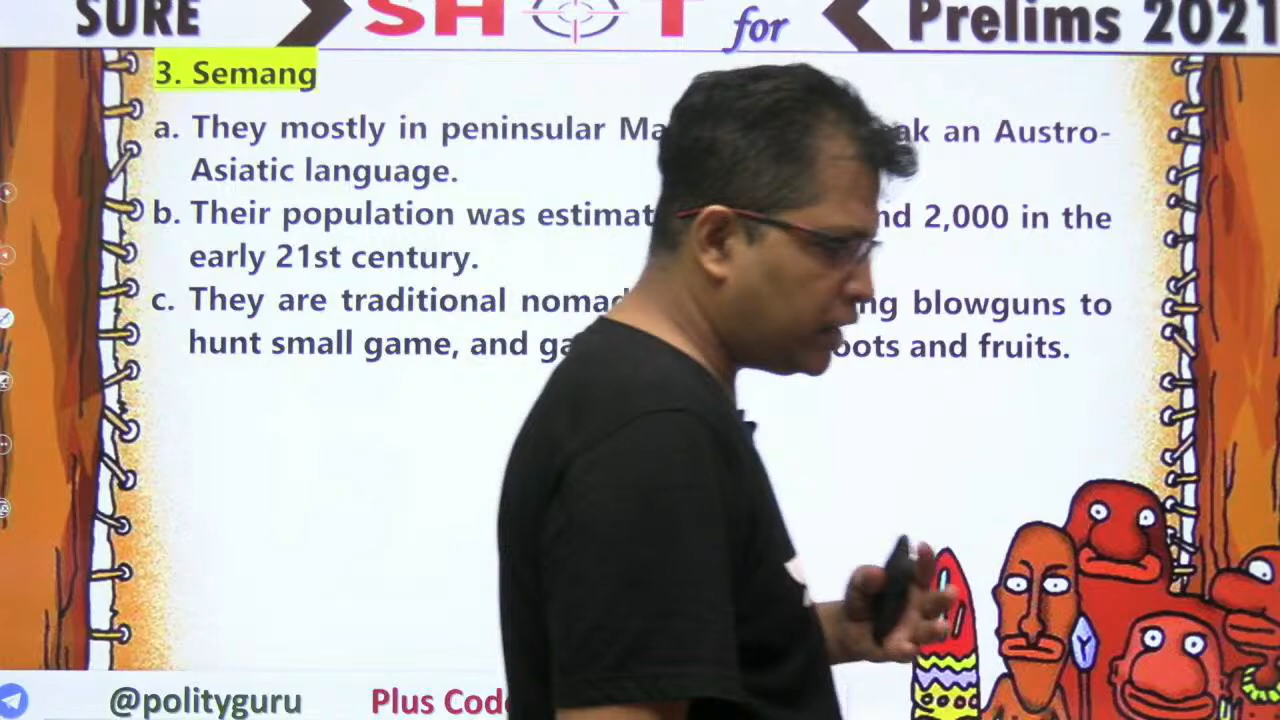 SURE SHOT for Prelims 2021
3. Semang
a. They mostly in peninsular Ma ak an Austro-
Asiatic language.
b. Their population was estimat nd 2,000 in the
early 21st century.
c. They are traditional nomad ng blowguns to
hunt small game, and ga oots and fruits.
@polityguru Plus Cod